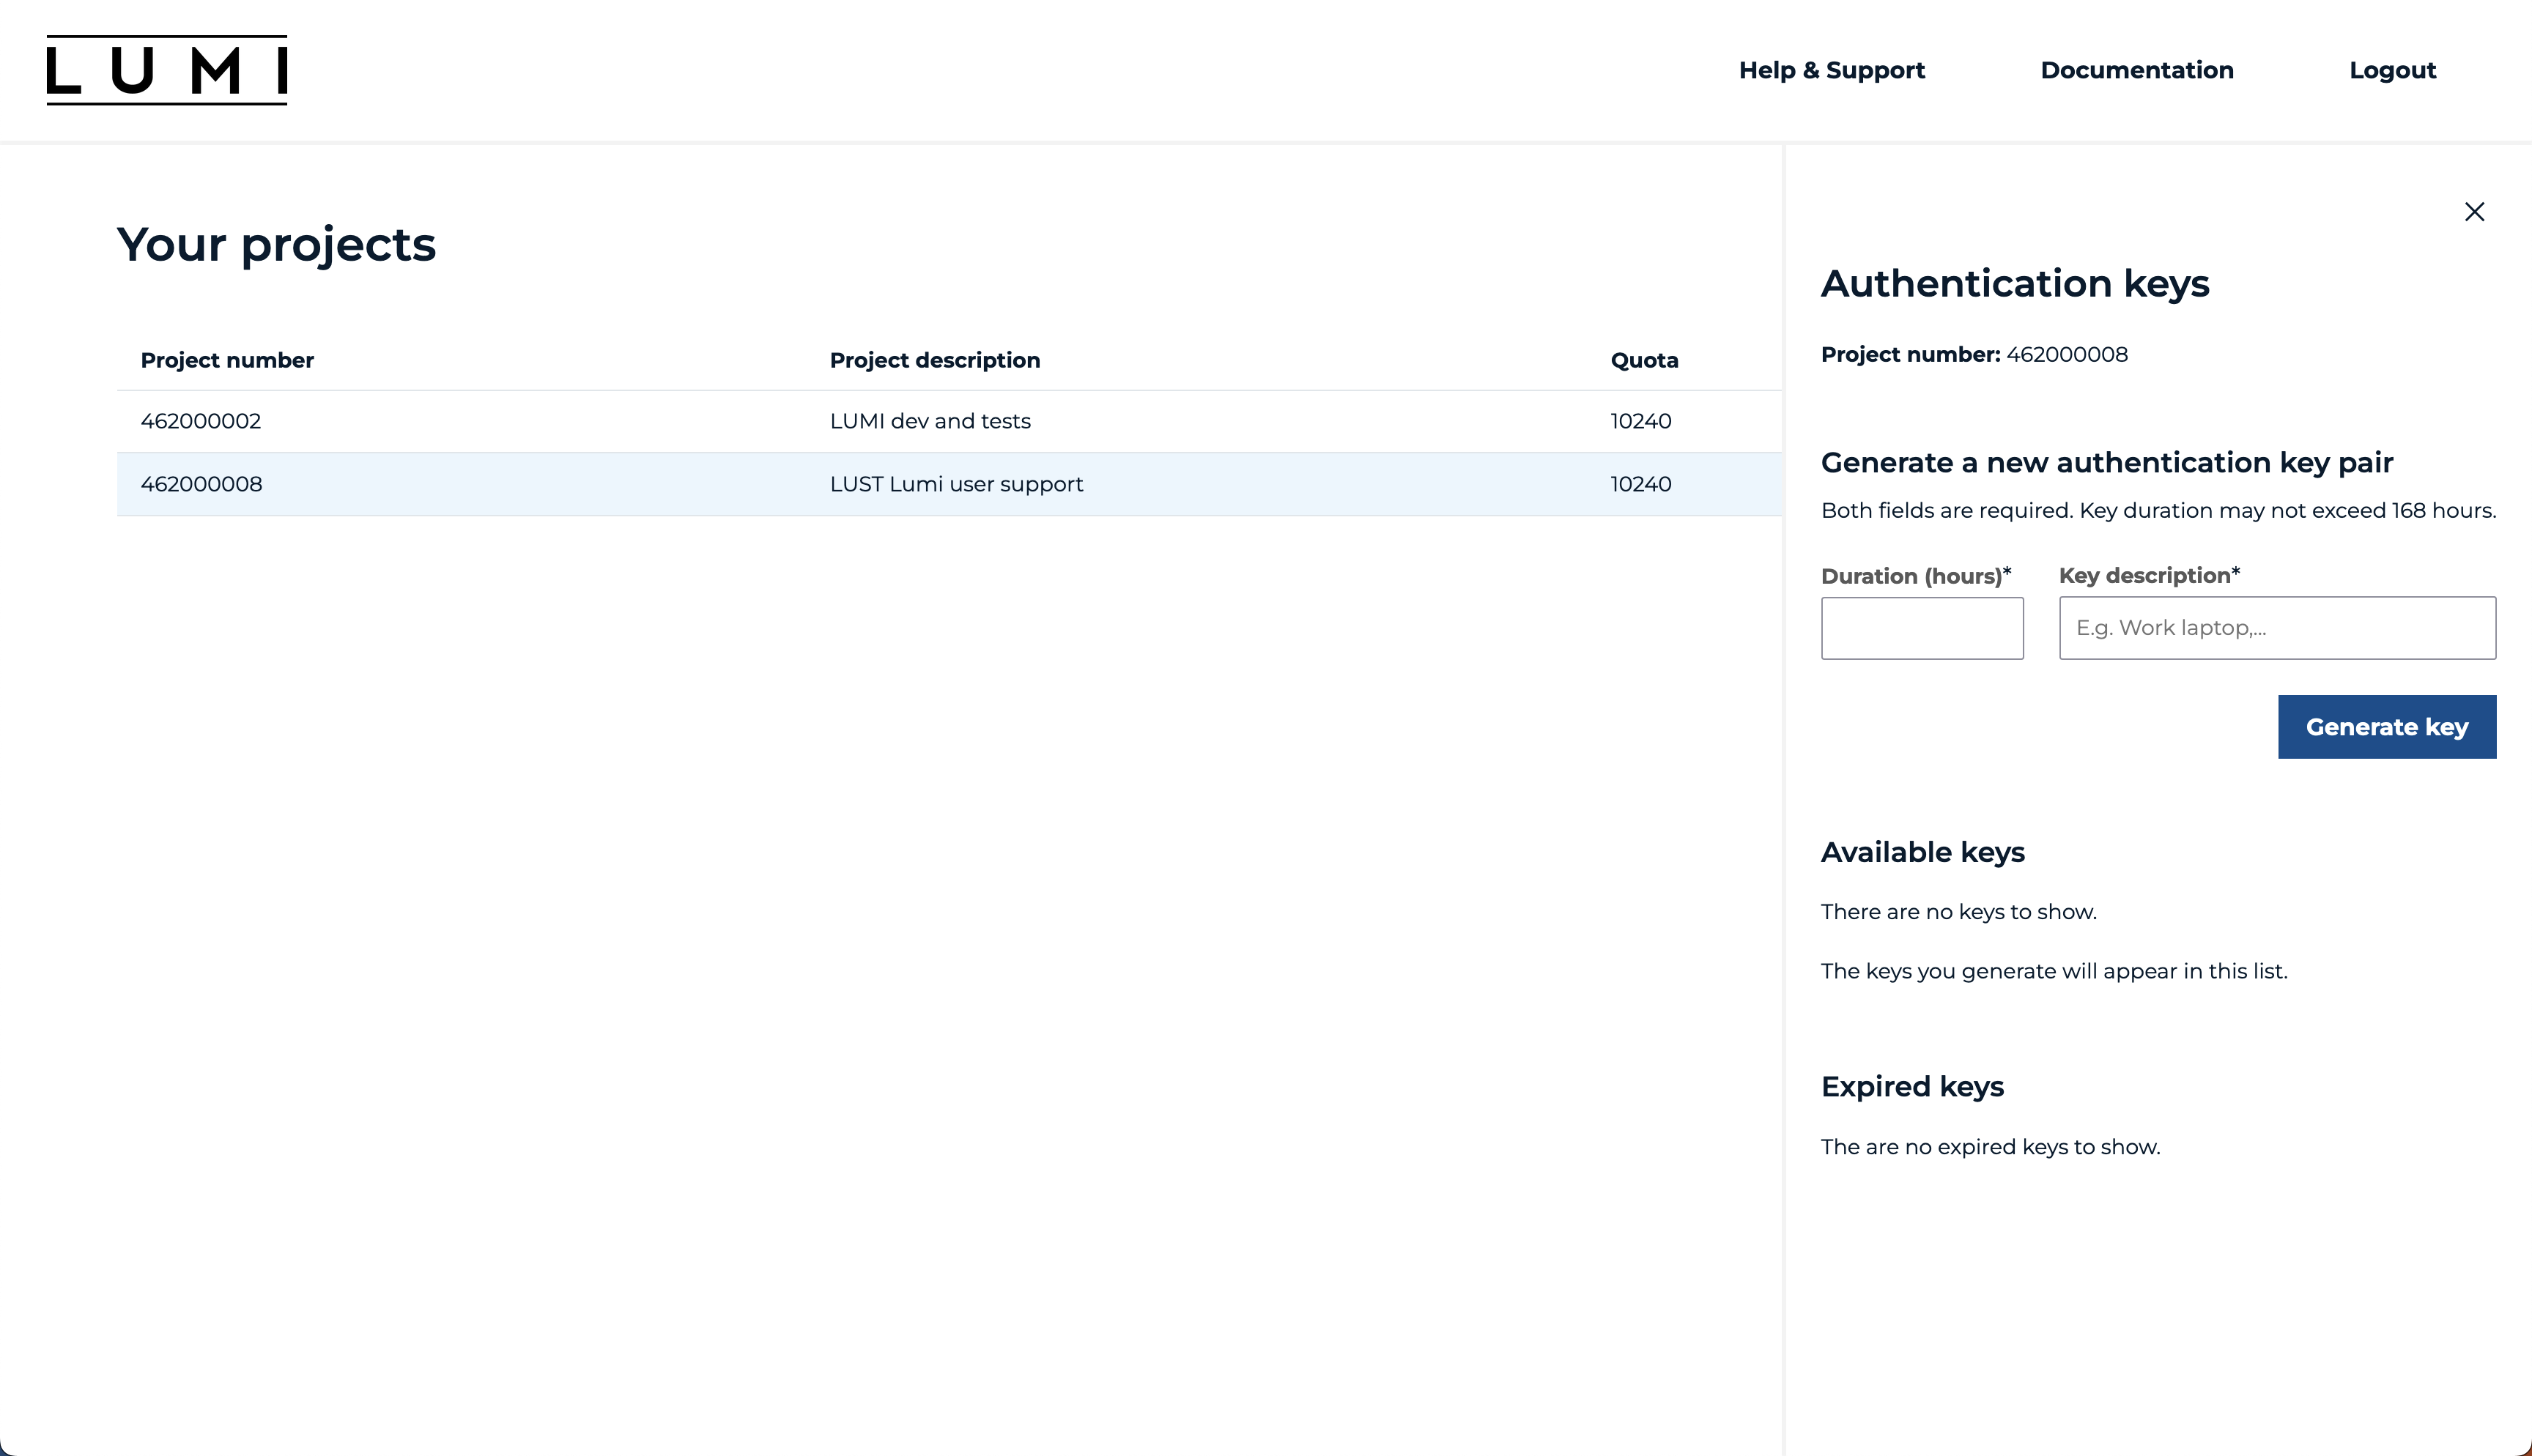 LUMI
Help & Support Documentation Logout
Your projects
Project number Project description Quota
462000002 LUMI dev and tests 10240
462000008 LUST Lumi user support 10240
Authentication keys
Project number: 462000008
Generate a new authentication key pair
Both fields are required. Key duration may not exceed 168 hours.
Duration (hours)* Key description*
E.g. Work laptop,...
Generate key
Available keys
There are no keys to show.
The keys you generate will appear in this list.
Expired keys
The are no expired keys to show.